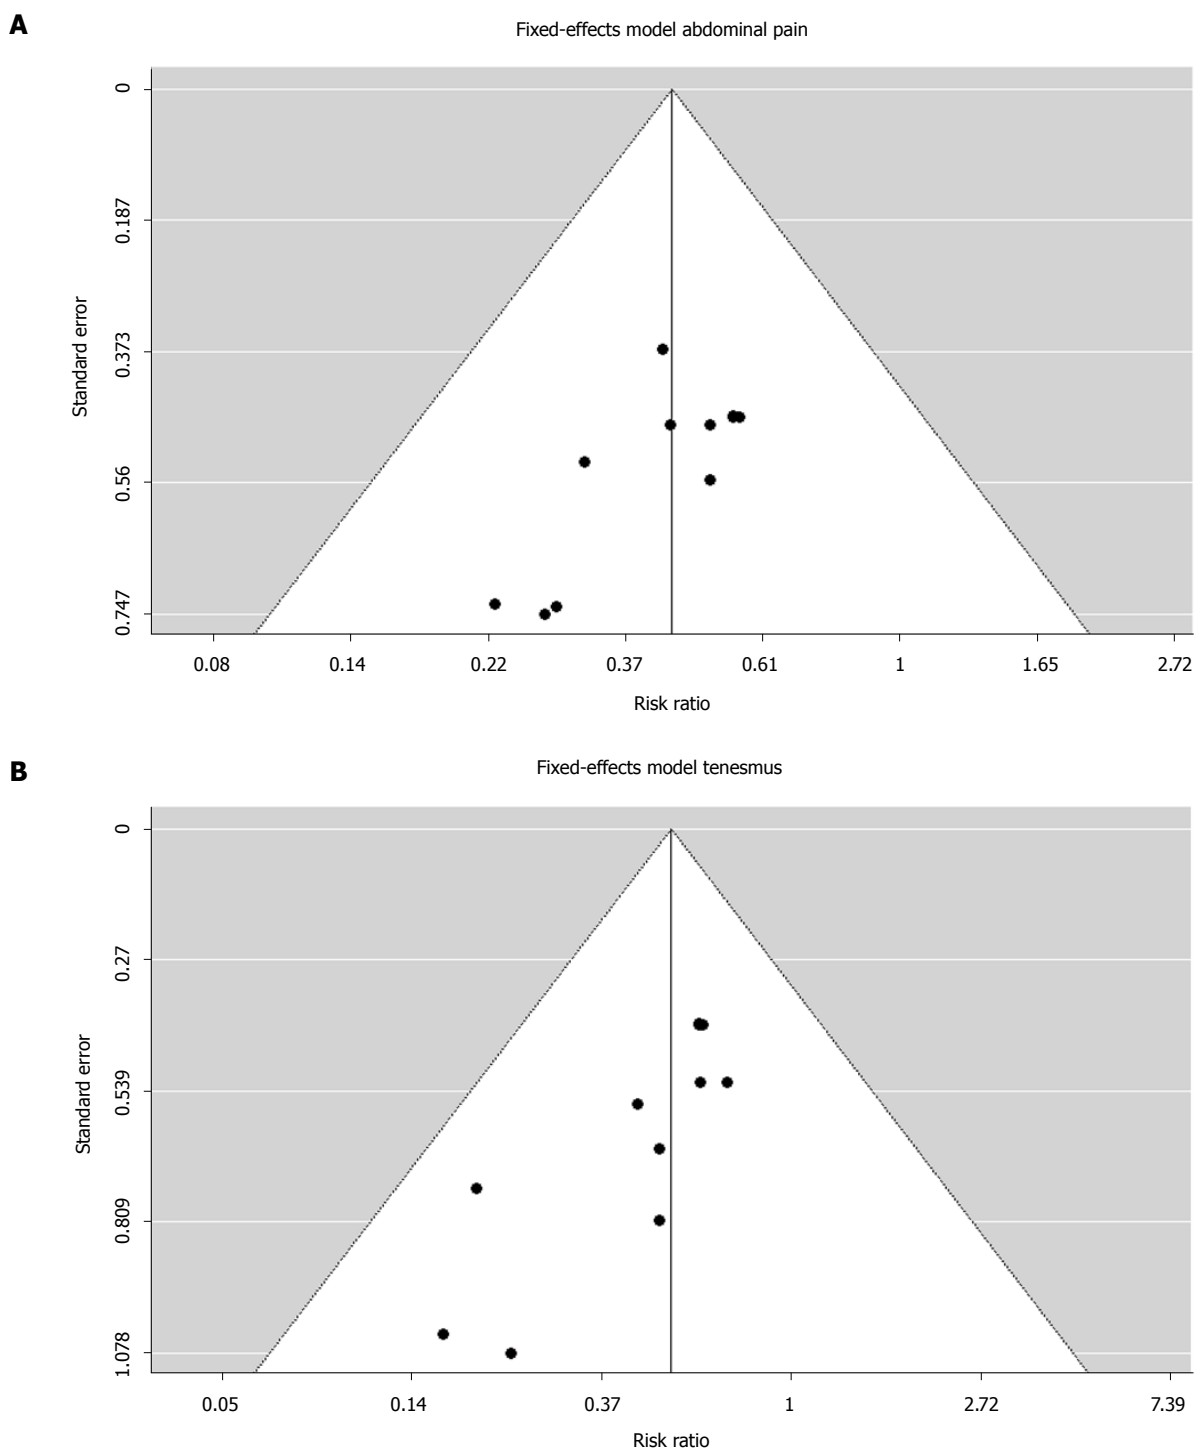 A
Fixed-effects model abdominal pain
0
0.187
0.373
0.56
0.747
Standard error
0.08 0.14 0.22 0.37 0.61 1 1.65 2.72
Risk ratio
B
Fixed-effects model tenesmus
0
0.27
0.539
0.809
1.078
Standard error
0.05 0.14 0.37 1 2.72 7.39
Risk ratio